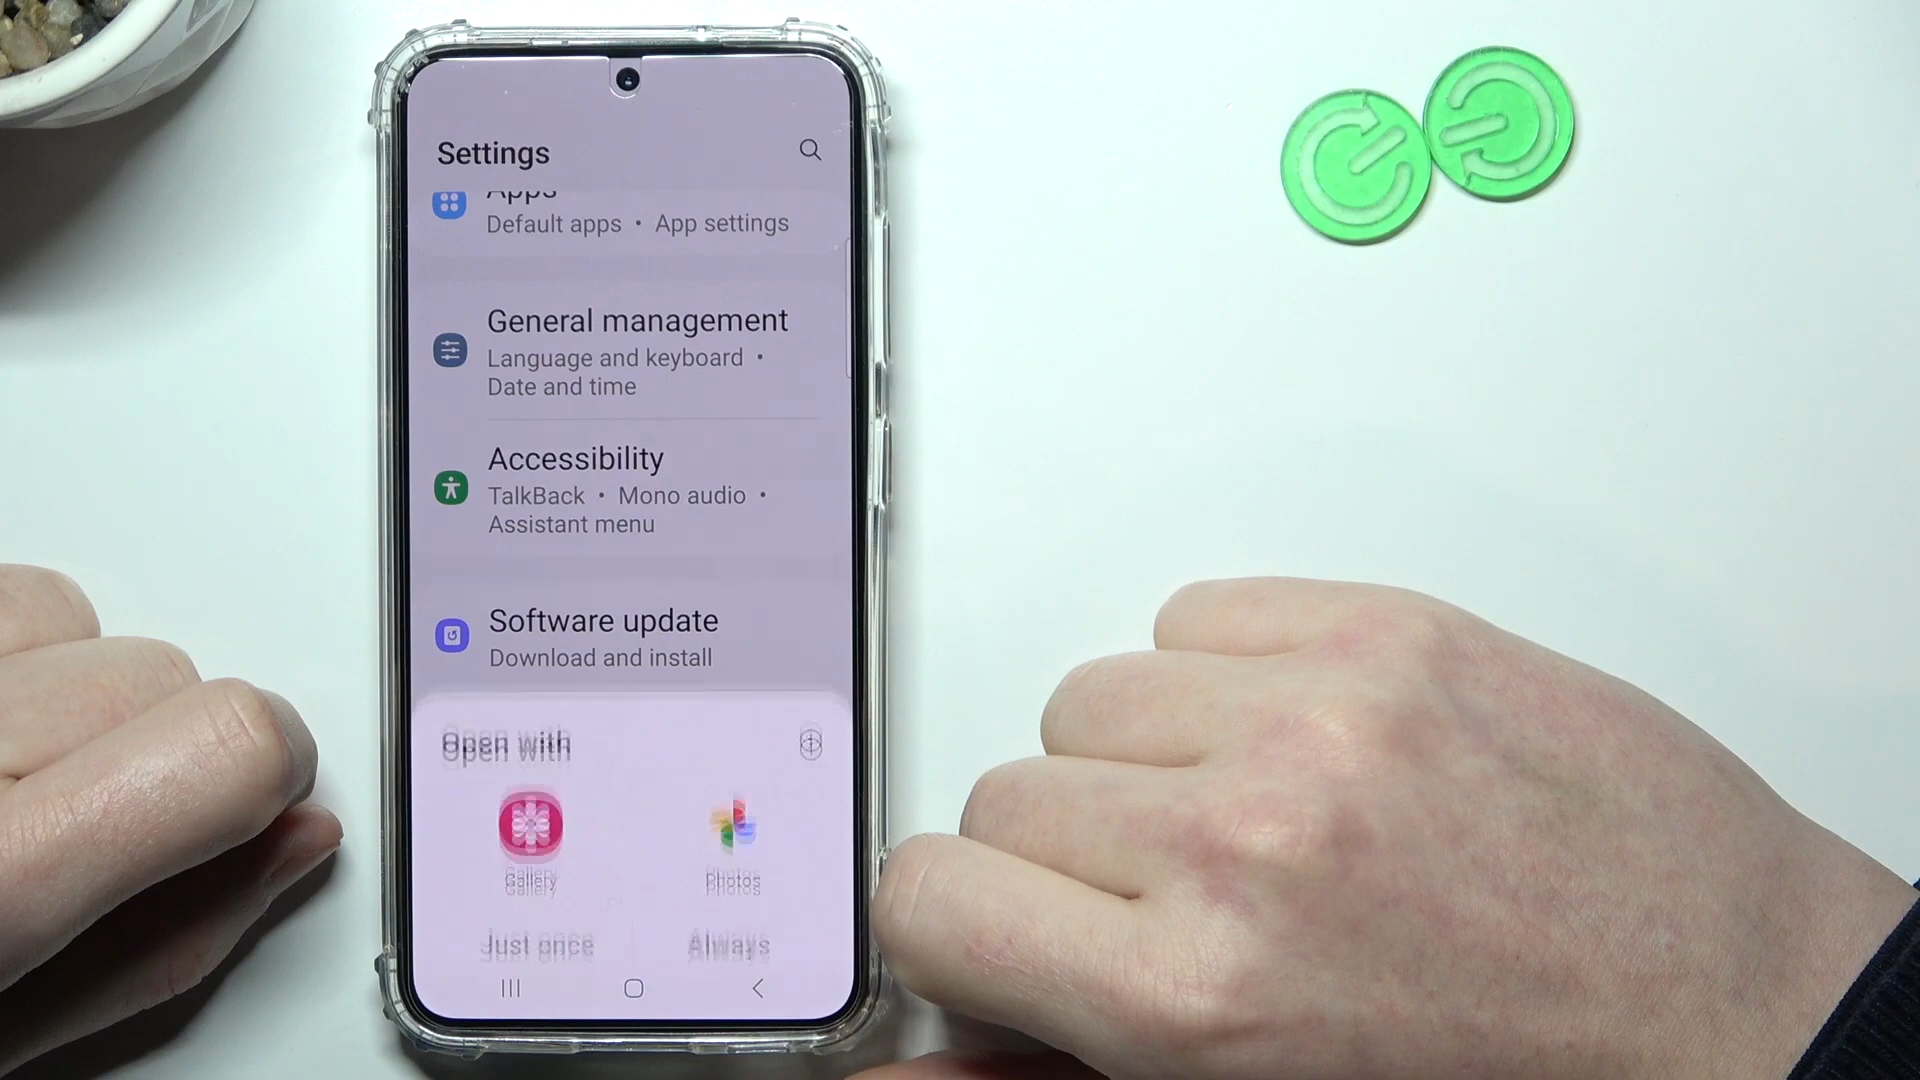 Settings
Apps
Default apps • App settings
General management
Language and keyboard •
Date and time
Accessibility
TalkBack • Mono audio •
Assistant menu
Software update
Download and install
Open with
Gallery
Photos
Just once
Always